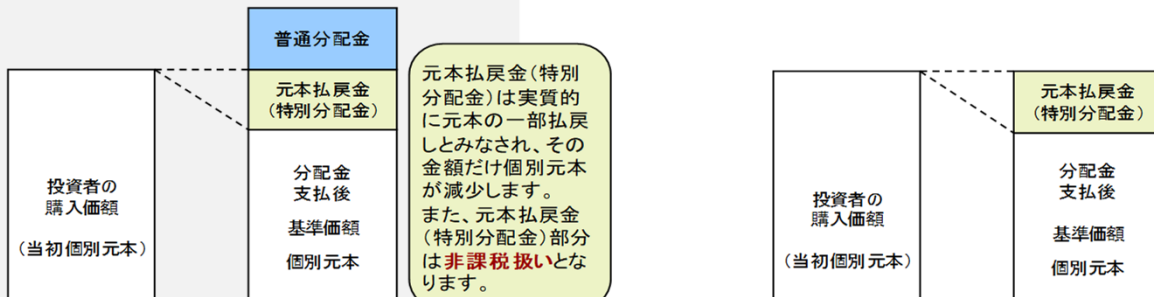 普通分配金
元本払戻金
(特別分配金)
投資者の
購入価額
(当初個別元本)
分配金
支払後
基準価額
個別元本
元本払戻金(特別
分配金)は実質的
に元本の一部払戻
しとみなされ、その
金額だけ個別元本
が減少します。
また、元本払戻金
(特別分配金)部分
は非課税扱いとな
ります。
投資者の
購入価額
(当初個別元本)
元本払戻金
(特別分配金)
分配金
支払後
基準価額
個別元本